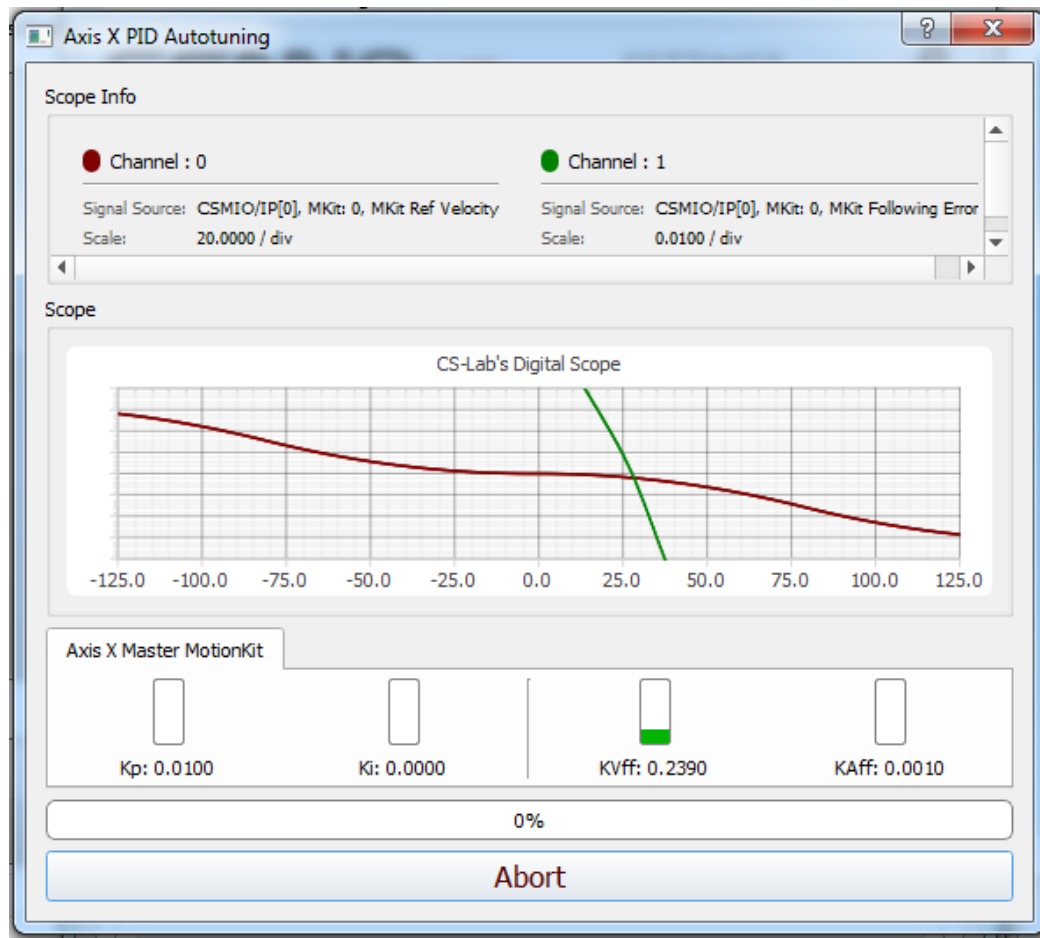 Axis X PID Autotuning
Scope Info
Channel : 0 Channel : 1
Signal Source: CSMIO/IP[0], MKit: 0, MKit Ref Velocity Signal Source: CSMIO/IP[0], MKit: 0, MKit Following Error
Scale: 20.0000 / div Scale: 0.0100 / div
Scope
CS-Lab's Digital Scope
-125.0 -100.0 -75.0 -50.0 -25.0 0.0 25.0 50.0 75.0 100.0 125.0
Axis X Master MotionKit
Kp: 0.0100 Ki: 0.0000 KVff: 0.2390 KAff: 0.0010
0%
Abort